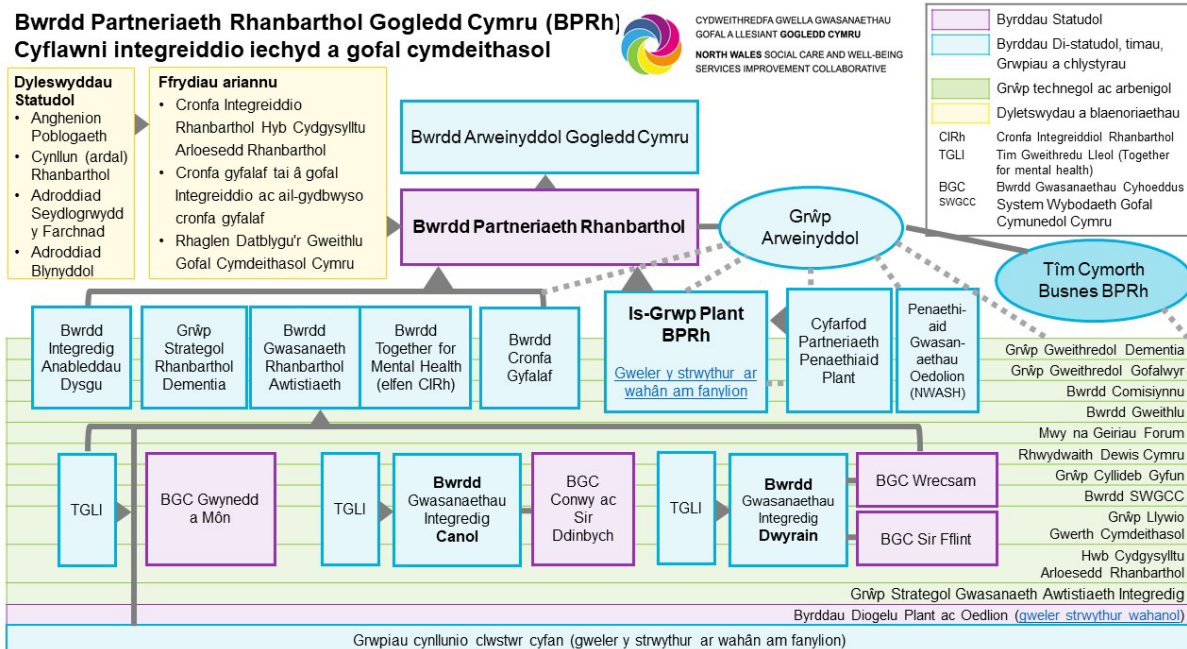 Bwrdd Partneriaeth Rhanbarthol Gogledd Cymru (BPRh)
Cyflawni integreiddio iechyd a gofal cymdeithasol
CYDWEITHREDFA GWELLA GWASANAETHAU
GOFAL A LLESIANT GOGLEDD CYMRU
NORTH WALES SOCIAL CARE AND WELL-BEING
SERVICES IMPROVEMENT COLLABORATIVE
Byrddau Statudol
Byrddau Di-statudol, timau,
Grwpiau a chlystyrau
Grŵp technegol ac arbenigol
Dyletswydau a blaenoriaethau
CIRh Cronfa Integreiddiol Rhanbarthol
TGLl Tim Gweithredu Lleol (Together
for mental health)
BGC Bwrdd Gwasanaethau Cyhoeddus
SWGCC System Wybodaeth Gofal
Cymunedol Cymru
Dyleswyddau
Statudol
• Anghenion
Poblogaeth
• Cynllun (ardal)
Rhanbarthol
• Adroddiad
Seydlogrwydd
y Farchnad
• Adroddiad
Blynyddol
Ffrydiau ariannu
• Cronfa Integreiddio
Rhanbarthol Hyb Cydgysylltu
Arloesedd Rhanbarthol
• Cronfa gyfalaf tai â gofal
Integreiddio ac ail-gydbwyso
cronfa gyfalaf
• Rhaglen Datblygu'r Gweithlu
Gofal Cymdeithasol Cymru
Bwrdd Arweinyddol Gogledd Cymru
Bwrdd Partneriaeth Rhanbarthol
Grŵp
Arweinyddol
Tîm Cymorth
Busnes BPRh
Bwrdd
Integredig
Anableddau
Dysgu
Grŵp
Strategol
Rhanbarthol
Dementia
Bwrdd
Gwasanaeth
Rhanbarthol
Awtistiaeth
Bwrdd
Together for
Mental Health
(elfen CIRh)
Bwrdd
Cronfa
Gyfalaf
Is-Grwp Plant
BPRh
Gweler y strwythur ar
wahân am fanylion
Cyfarfod
Partneriaeth
Penaethiaid
Plant
Penaethi-
aid
Gwasan-
aethau
Oedolion
(NWASH)
Grŵp Gweithredol Dementia
Grŵp Gweithredol Gofalwyr
Bwrdd Comisiynnu
Bwrdd Gweithlu
Mwy na Geiriau Forum
Rhwydwaith Dewis Cymru
Grŵp Cyllideb Gyfun
Bwrdd SWGCC
Grŵp Llywio
Gwerth Cymdeithasol
Hwb Cydgysylltu
Arloesedd Rhanbarthol
Grŵp Strategol Gwasanaeth Awtistiaeth Integredig
TGLI
BGC Gwynedd
a Môn
TGLI
Bwrdd
Gwasanaethau
Integredig
Canol
BGC
Conwy ac
Sir
Ddinbych
TGLI
Bwrdd
Gwasanaethau
Integredig
Dwyrain
BGC Wrecsam
BGC Sir Fflint
Byrddau Diogelu Plant ac Oedlion (gweler strwythur wahanol)
Grwpiau cynllunio clwstwr cyfan (gweler y strwythur ar wahân am fanylion)